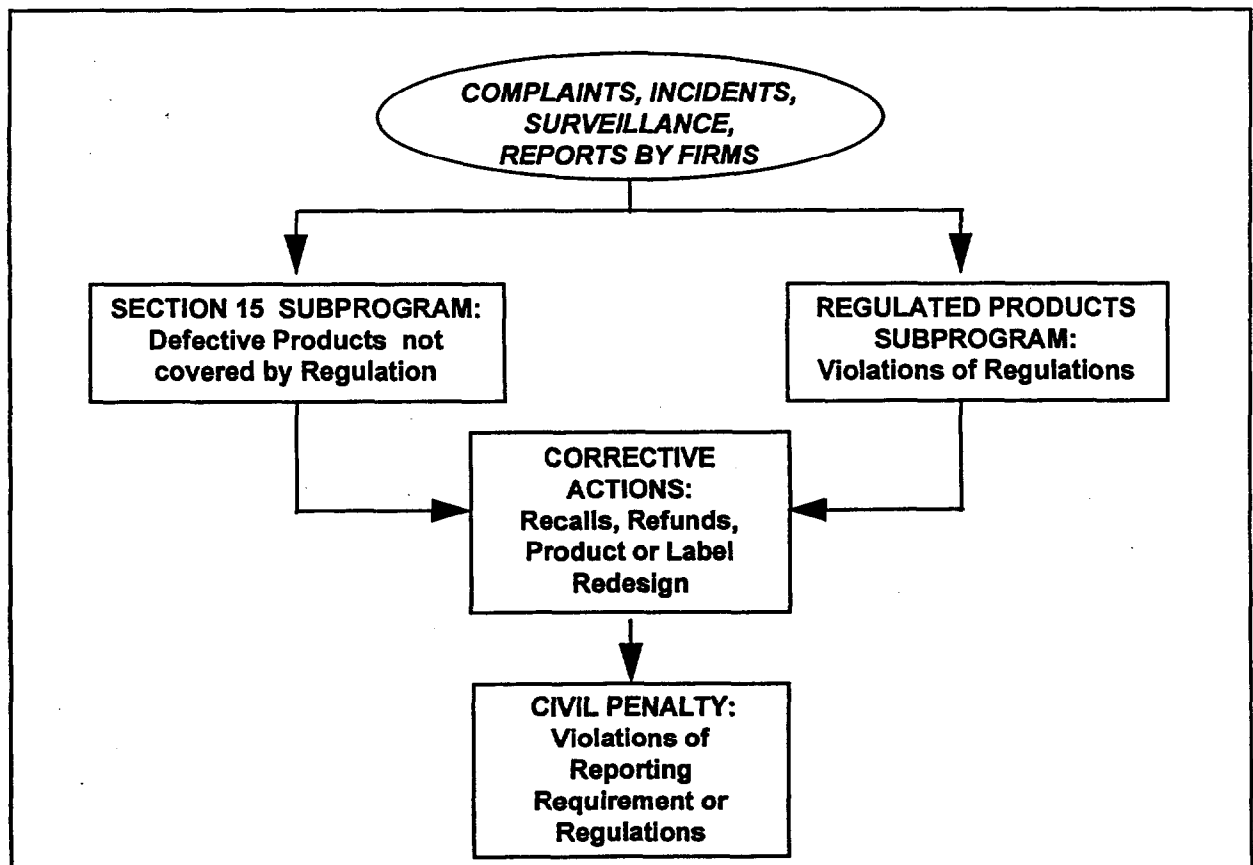 COMPLAINTS, INCIDENTS,
SURVEILLANCE,
REPORTS BY FIRMS
SECTION 15 SUBPROGRAM:
Defective Products not
covered by Regulation
REGULATED PRODUCTS
SUBPROGRAM:
Violations of Regulations
CORRECTIVE
ACTIONS:
Recalls, Refunds,
Product or Label
Redesign
CIVIL PENALTY:
Violations of
Reporting
Requirement or
Regulations